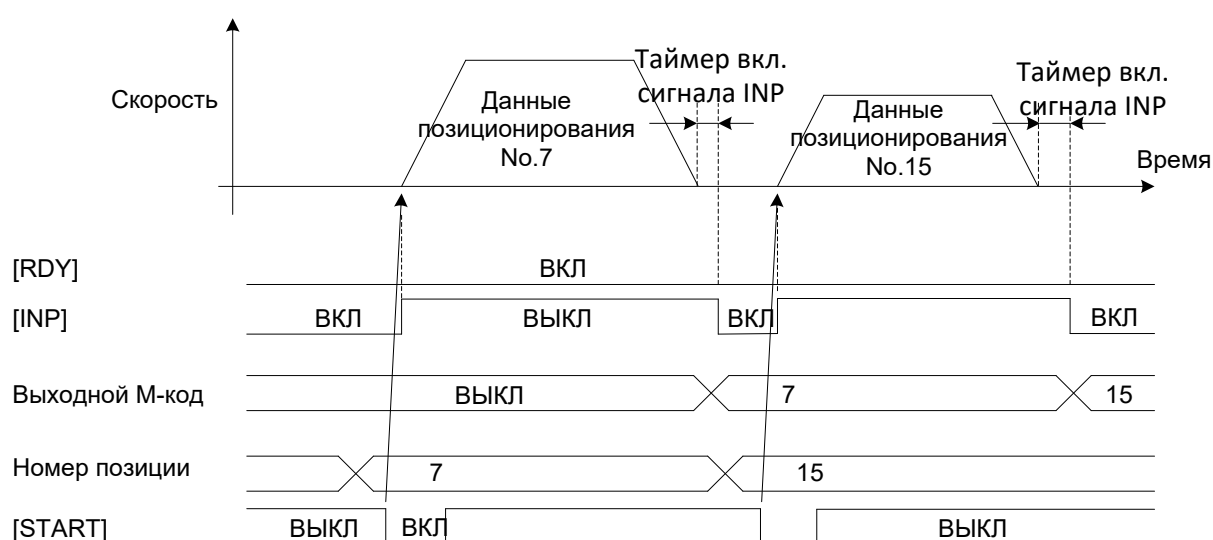 Скорость
Данные
позиционирования
No.7
Таймер вкл.
сигнала INP
Данные
позиционирования
No.15
Таймер вкл.
сигнала INP
Время
[RDY] ВКЛ
[INP] ВКЛ ВЫКЛ ВКЛ ВКЛ
Выходной М-код ВЫКЛ 7 15
Номер позиции 7 15
[START] ВЫКЛ ВКЛ ВЫКЛ